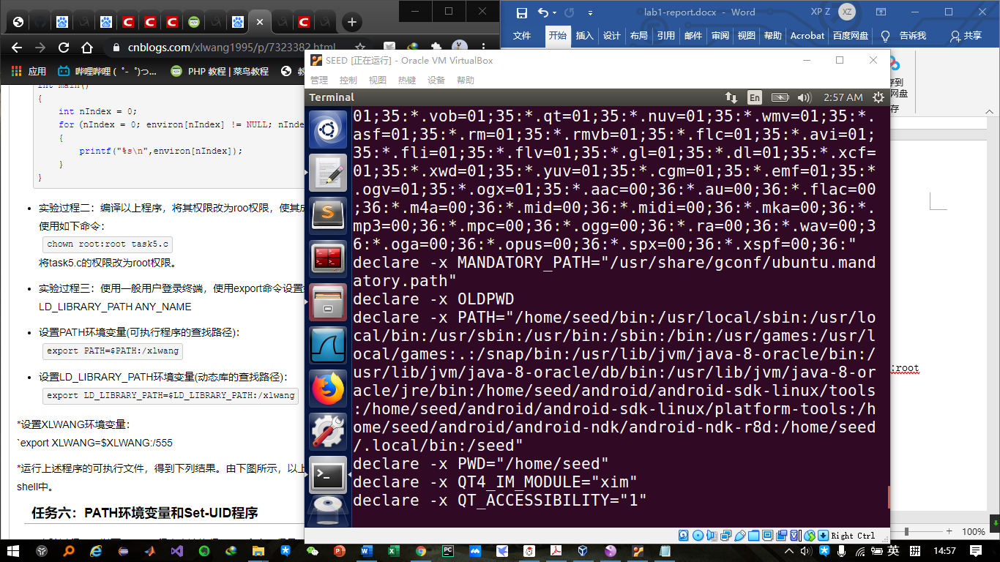 lab1-report.docx - Word
XP Z
XZ
文件 开始 插入 设计 布局 引用 邮件 审阅 视图 帮助 Acrobat 百度网盘 告诉我 共享
cnblogs.com/xlwang1995/p/7323382.html
应用 哔哩哔哩 ( ゜- ゜)つ... PHP 教程 | 菜鸟教程
int main()
{
int nIndex = 0;
for (nIndex = 0; environ[nIndex] != NULL;
{
printf("%s\n",environ[nIndex]);
}
}
实验过程二：编译以上程序，将其权限改为roo权限，使其
使用如下命令：
chown root:root task5.c
将task5.c的权限改为root权限。
实验过程三：使用一般用户登录终端，使用export命令设置
LD_LIBRARY_PATH ANY_NAME
设置PATH环境变量(可执行程序的查找路径)：
export PATH=$PATH:/xlwang
设置LD_LIBRARY_PATH环境变量(动态库的查找路径)：
export LD_LIBRARY_PATH=$LD_LIBRARY_PATH:/xlwang
*设置XLWANG环境变量：
`export XLWANG=$XLWANG:/555
*运行上述程序的可执行文件，得到下列结果。由下图所示，以上
shell中。
任务六：PATH环境变量和Set-UID程序
SEED [正在运行] - Oracle VM VirtualBox
管理 控制 视图 热键 设备 帮助
Terminal
En
2:57 AM
01;35:*.vob=01;35:*.qt=01;35:*.nuv=01;35:*.wmv=01;35:*.
asf=01;35:*.rm=01;35:*.rmvb=01;35:*.flc=01;35:*.avi=01;
35:*.fli=01;35:*.flv=01;35:*.gl=01;35:*.dl=01;35:*.xcf=
01;35:*.xwd=01;35:*.yuv=01;35:*.cgm=01;35:*.emf=01;35:*
.ogv=01;35:*.ogx=01;35:*.aac=00;36:*.au=00;36:*.flac=00
;36:*.m4a=00;36:*.mid=00;36:*.midi=00;36:*.mka=00;36:*.
mp3=00;36:*.mpc=00;36:*.ogg=00;36:*.ra=00;36:*.wav=00;3
6:*.oga=00;36:*.opus=00;36:*.spx=00;36:*.xspf=00;36:"
declare -x MANDATORY_PATH="/usr/share/gconf/ubuntu.mand
atory.path"
declare -x OLDPWD
declare -x PATH="/home/seed/bin:/usr/local/sbin:/usr/lo
cal/bin:/usr/sbin:/usr/bin:/sbin:/bin:/usr/games:/usr/l
ocal/games:.:/snap/bin:/usr/lib/jvm/java-8-oracle/bin:/
usr/lib/jvm/java-8-oracle/db/bin:/usr/lib/jvm/java-8-or
acle/jre/bin:/home/seed/android/android-sdk-linux/tools
:/home/seed/android/android-sdk-linux/platform-tools:/h
ome/seed/android/android-ndk/android-ndk-r8d:/home/seed
/.local/bin:/seed"
declare -x PWD="/home/seed"
declare -x QT4_IM_MODULE="xim"
declare -x QT_ACCESSIBILITY="1"
Right Ctrl
存到
网盘
存
:root
100%
英
拼
14:57